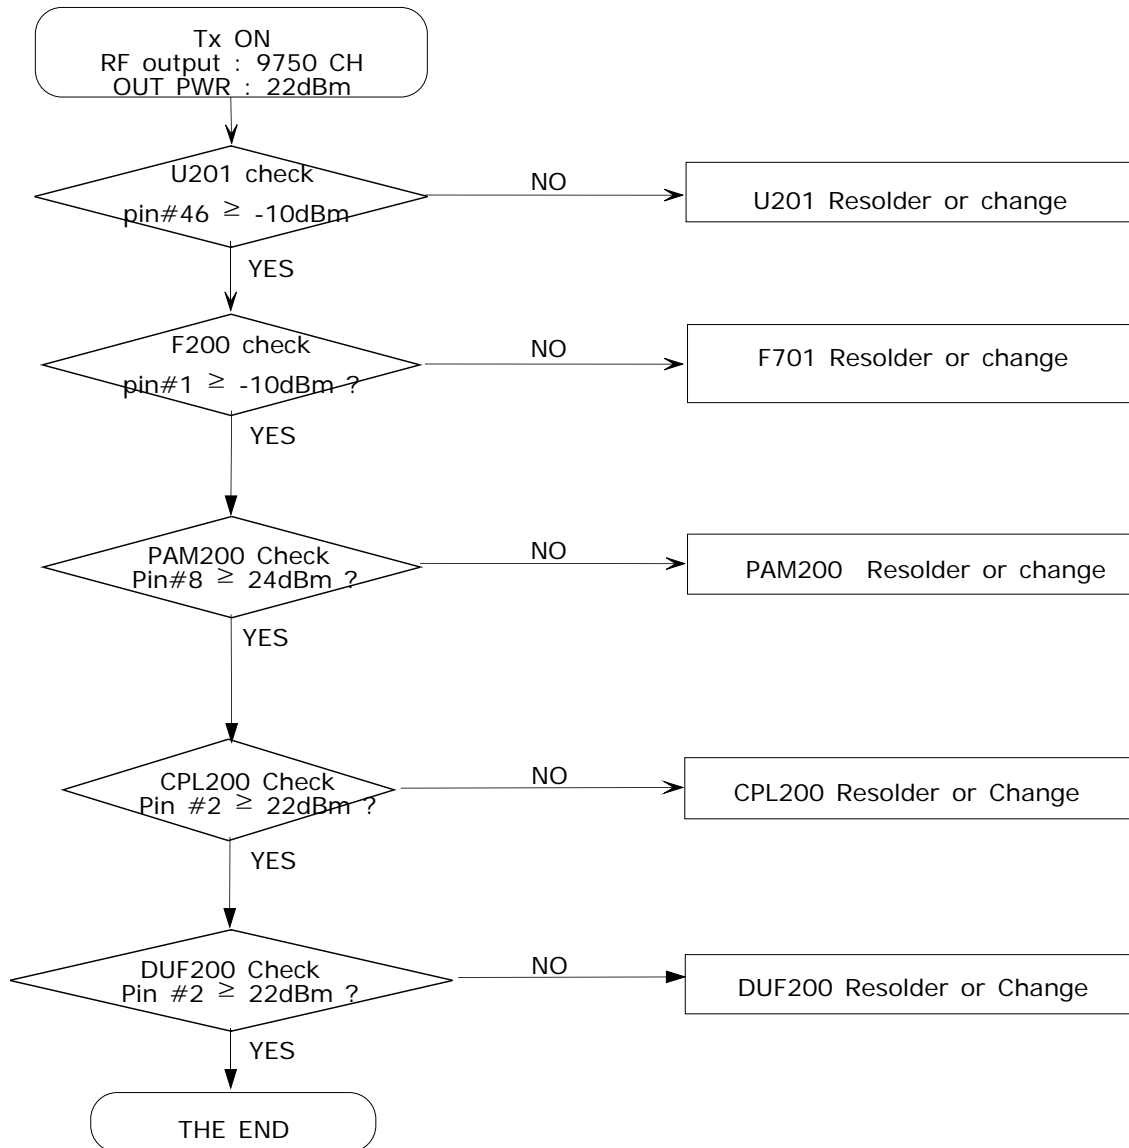 Tx ON
RF output : 9750 CH
OUT PWR : 22dBm
U201 check
pin#46 ≥ -10dBm
NO
U201 Resolder or change
YES
F200 check
pin#1 ≥ -10dBm ?
NO
F701 Resolder or change
YES
PAM200 Check
Pin#8 ≥ 24dBm ?
NO
PAM200 Resolder or change
YES
CPL200 Check
Pin #2 ≥ 22dBm ?
NO
CPL200 Resolder or Change
YES
DUF200 Check
Pin #2 ≥ 22dBm ?
NO
DUF200 Resolder or Change
YES
THE END